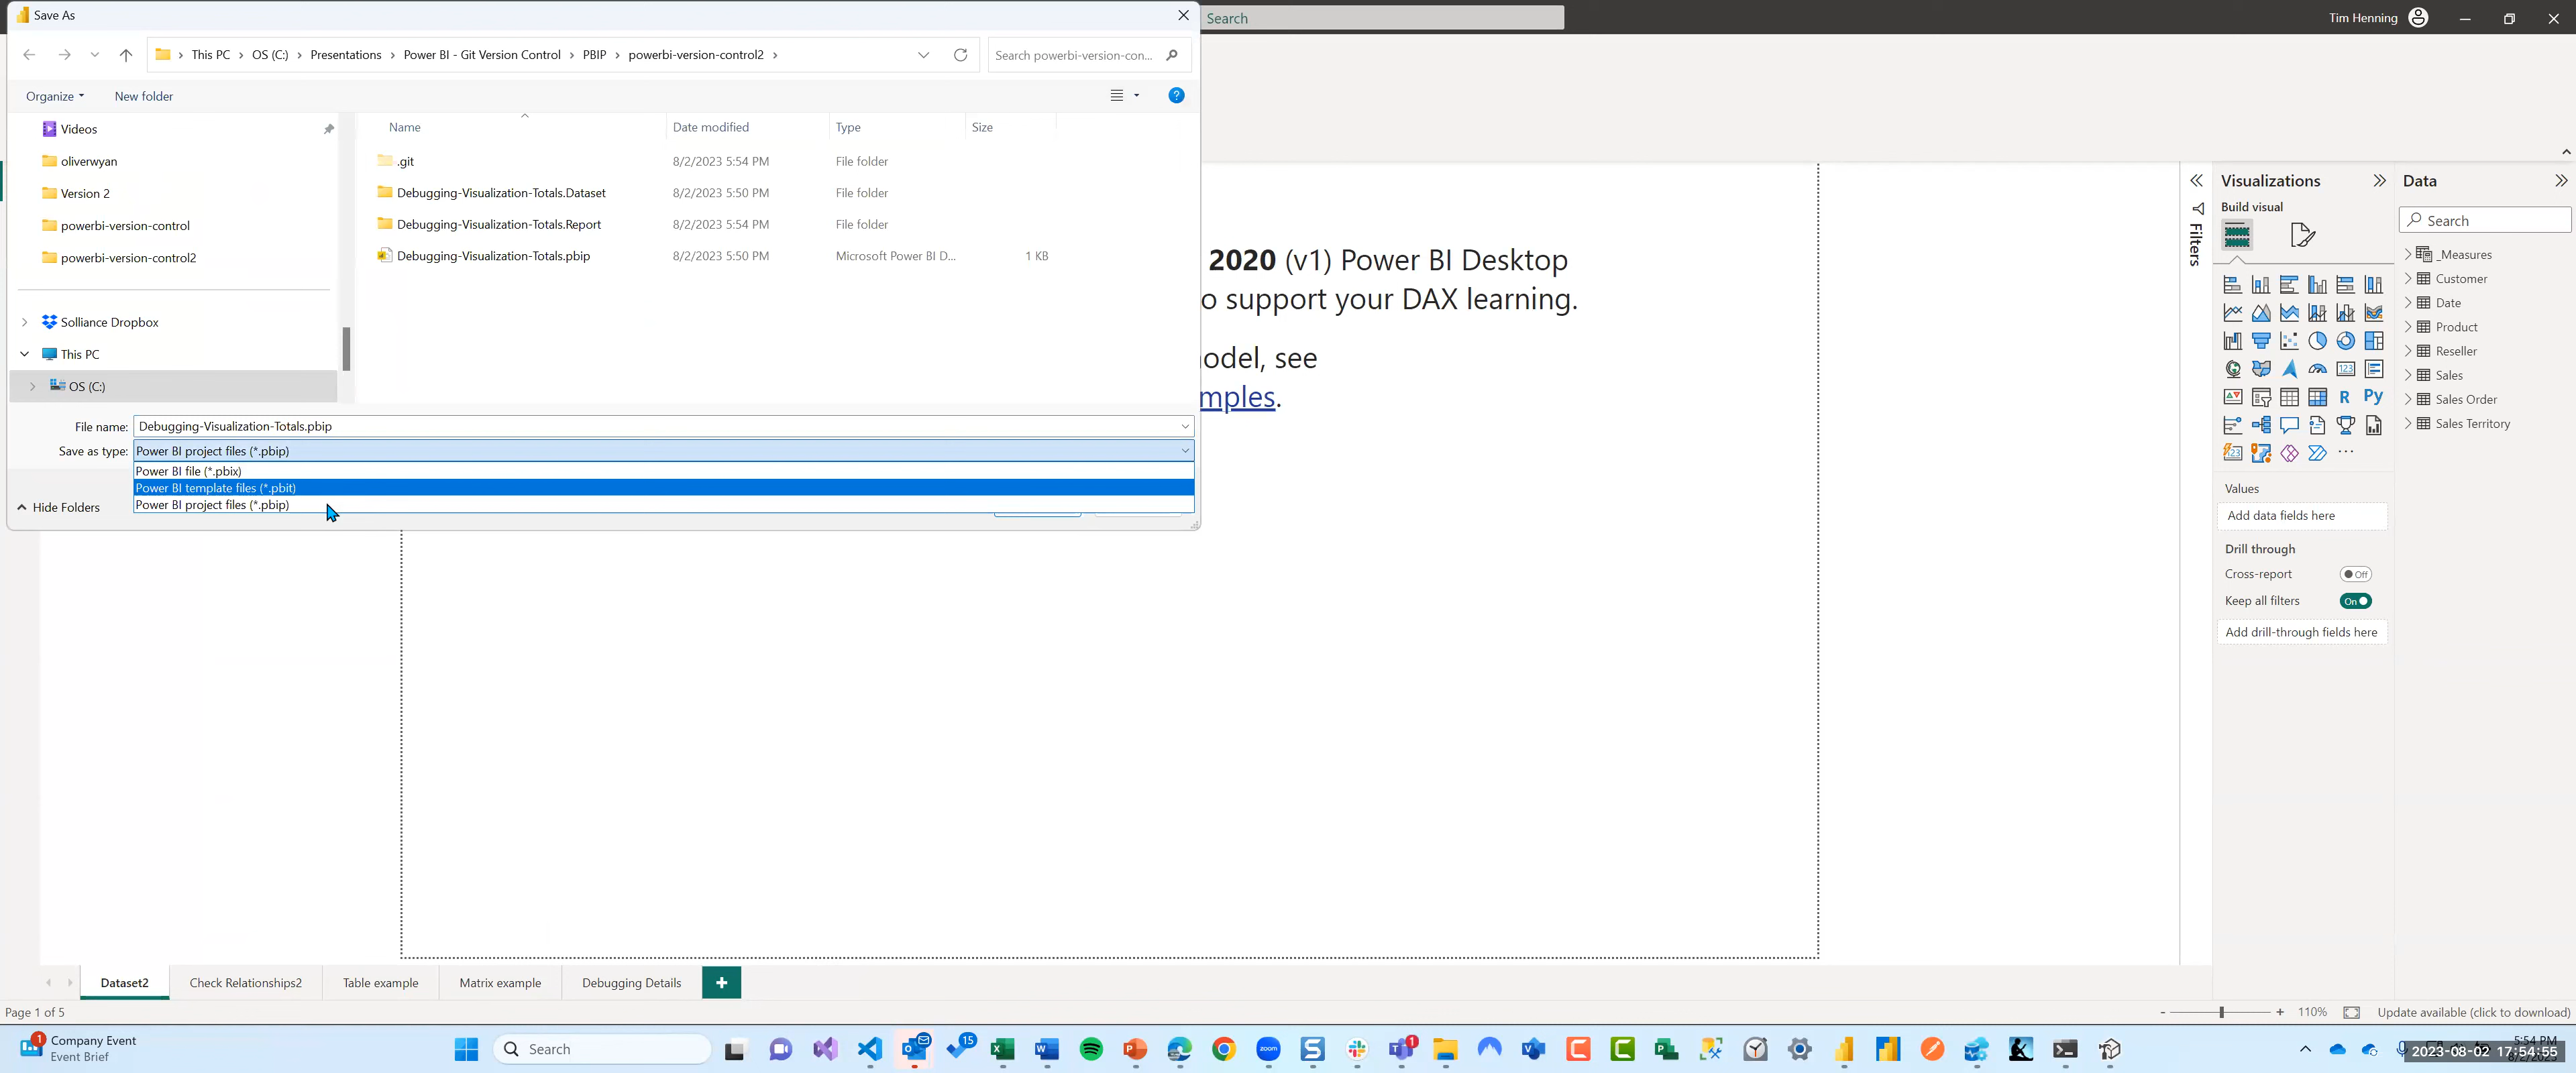 Save As
Search
Tim Henning
This PC > OS (C:) > Presentations > Power BI - Git Version Control > PBIP > powerbi-version-control2 >
Search powerbi-version-con...
Organize
New folder
Videos
oliverwyan
Version 2
powerbi-version-control
powerbi-version-control2
Solliance Dropbox
This PC
OS (C:)
Name Date modified Type Size
.git 8/2/2023 5:54 PM File folder
Debugging-Visualization-Totals.Dataset 8/2/2023 5:50 PM File folder
Debugging-Visualization-Totals.Report 8/2/2023 5:54 PM File folder
Debugging-Visualization-Totals.pbip 8/2/2023 5:50 PM Microsoft Power BI D... 1 KB
File name: Debugging-Visualization-Totals.pbip
Save as type: Power BI project files (*.pbip)
Power BI file (*.pbix)
Power BI template files (*.pbit)
Power BI project files (*.pbip)
Hide Folders
2020 (v1) Power BI Desktop
o support your DAX learning.
odel, see
mples.
Filters
Visualizations
Build visual
R
Py
123
123
Values
Add data fields here
Drill through
Cross-report
Off
Keep all filters
On
Add drill-through fields here
Data
Search
_Measures
Customer
Date
Product
Reseller
Sales
Sales Order
Sales Territory
Dataset2
Check Relationships2
Table example
Matrix example
Debugging Details
+
Page 1 of 5
- + 110%
Update available (click to download)
1
Company Event
Event Brief
Search
15
zoom
1
5:54 PM
2023-08-02 17:54:55